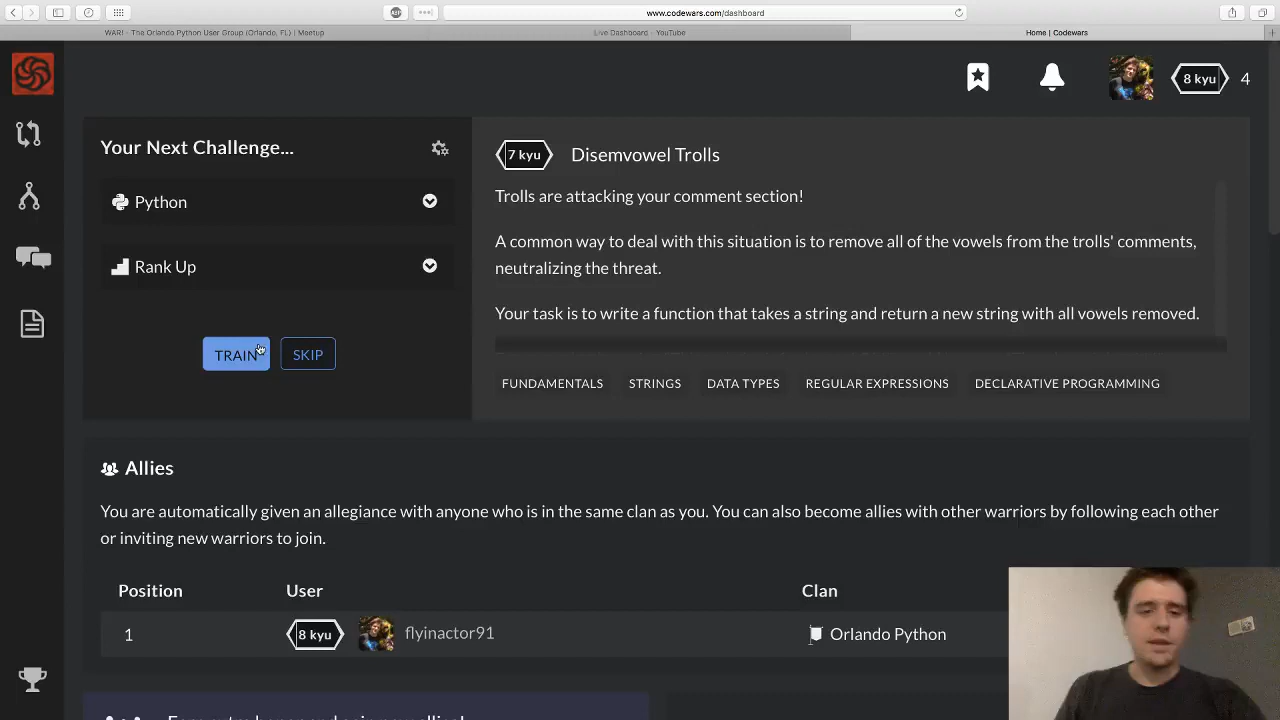 www.codewars.com/dashboard
WAR! - The Orlando Python User Group (Orlando, FL) | Meetup
Live Dashboard - YouTube
Home | Codewars
8 kyu
4
Your Next Challenge...
Python
Rank Up
TRAIN
SKIP
7 kyu
Disemvowel Trolls
Trolls are attacking your comment section!
A common way to deal with this situation is to remove all of the vowels from the trolls' comments,
neutralizing the threat.
Your task is to write a function that takes a string and return a new string with all vowels removed.
FUNDAMENTALS
STRINGS
DATA TYPES
REGULAR EXPRESSIONS
DECLARATIVE PROGRAMMING
Allies
You are automatically given an allegiance with anyone who is in the same clan as you. You can also become allies with other warriors by following each other
or inviting new warriors to join.
Position
User
Clan
1
8 kyu
flyinactor91
Orlando Python